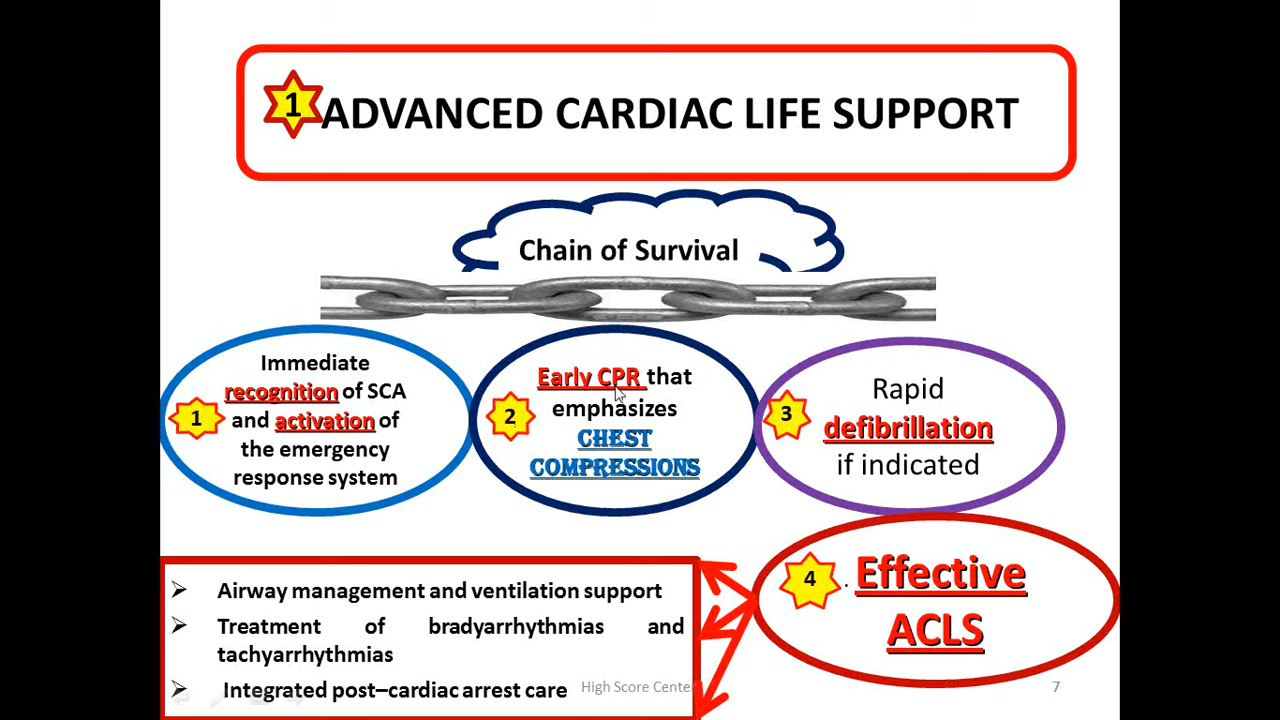 1 ADVANCED CARDIAC LIFE SUPPORT
Chain of Survival
1
Immediate
recognition of SCA
and activation of
the emergency
response system
2
Early CPR that
emphasizes
CHEST
COMPRESSIONS
3
Rapid
defibrillation
if indicated
4
. Effective
ACLS
➢ Airway management and ventilation support
➢ Treatment of bradyarrhythmias and
tachyarrhythmias
➢ Integrated post–cardiac arrest care
High Score Center
7